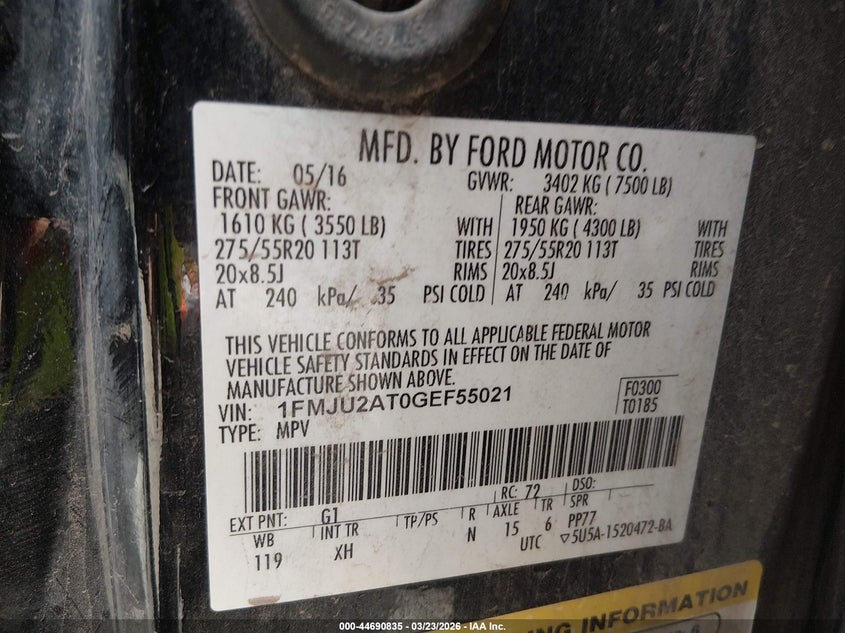 MFD. BY FORD MOTOR CO.
DATE: 05/16 GVWR: 3402 KG ( 7500 LB)
FRONT GAWR: REAR GAWR:
1610 KG ( 3550 LB) WITH 1950 KG ( 4300 LB) WITH
275/55R20 113T TIRES 275/55R20 113T TIRES
20x8.5J RIMS 20x8.5J RIMS
AT 240 kPa/ 35 PSI COLD AT 240 kPa/ 35 PSI COLD
THIS VEHICLE CONFORMS TO ALL APPLICABLE FEDERAL MOTOR
VEHICLE SAFETY STANDARDS IN EFFECT ON THE DATE OF
MANUFACTURE SHOWN ABOVE.
VIN: 1FMJU2AT0GEF55021 F0300
TYPE: MPV T0185
EXT PNT: G1 RC: 72 DSO:
WB INT TR TP/PS R AXLE TR SPR
119 XH N 15 6 PP77
UTC ▽5U5A-1520472-BA
INFORMATION
000-44690835 - 03/23/2026 - IAA Inc.